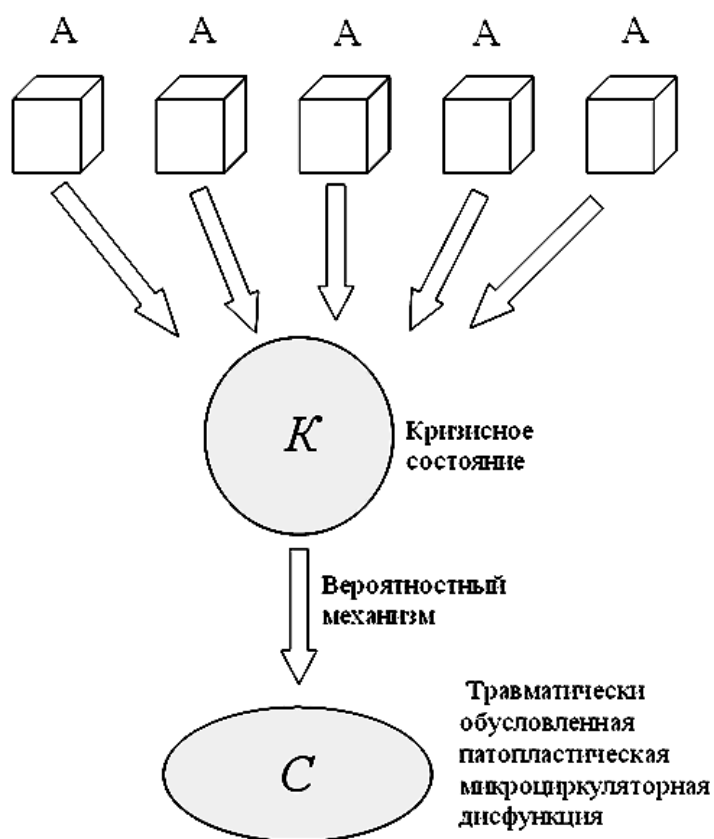 А А А А А
К
Кризисное
состояние
Вероятностный
механизм
С
Травматически
обусловленная
патопластическая
микроциркуляторная
дисфункция